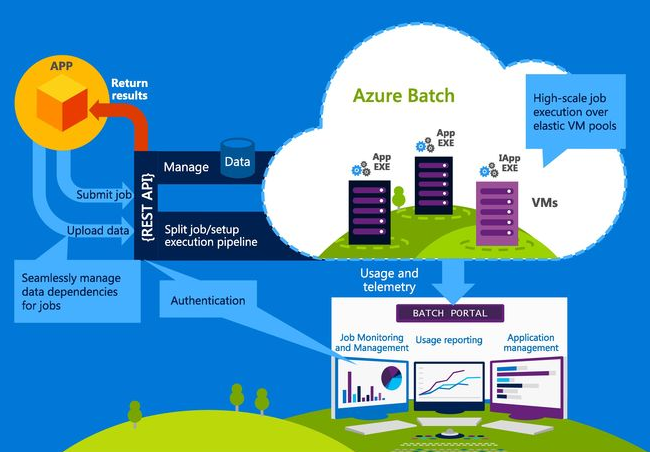 APP
Return
results
Azure Batch
High-scale job
execution over
elastic VM pools
App
EXE
App
EXE
IApp
EXE
VMs
Manage
Data
{REST API}
Submit job
Upload data
Split job/setup
execution pipeline
Seamlessly manage
data dependencies
for jobs
Authentication
Usage and
telemetry
BATCH PORTAL
Job Monitoring
and Management
Usage reporting
Application
management